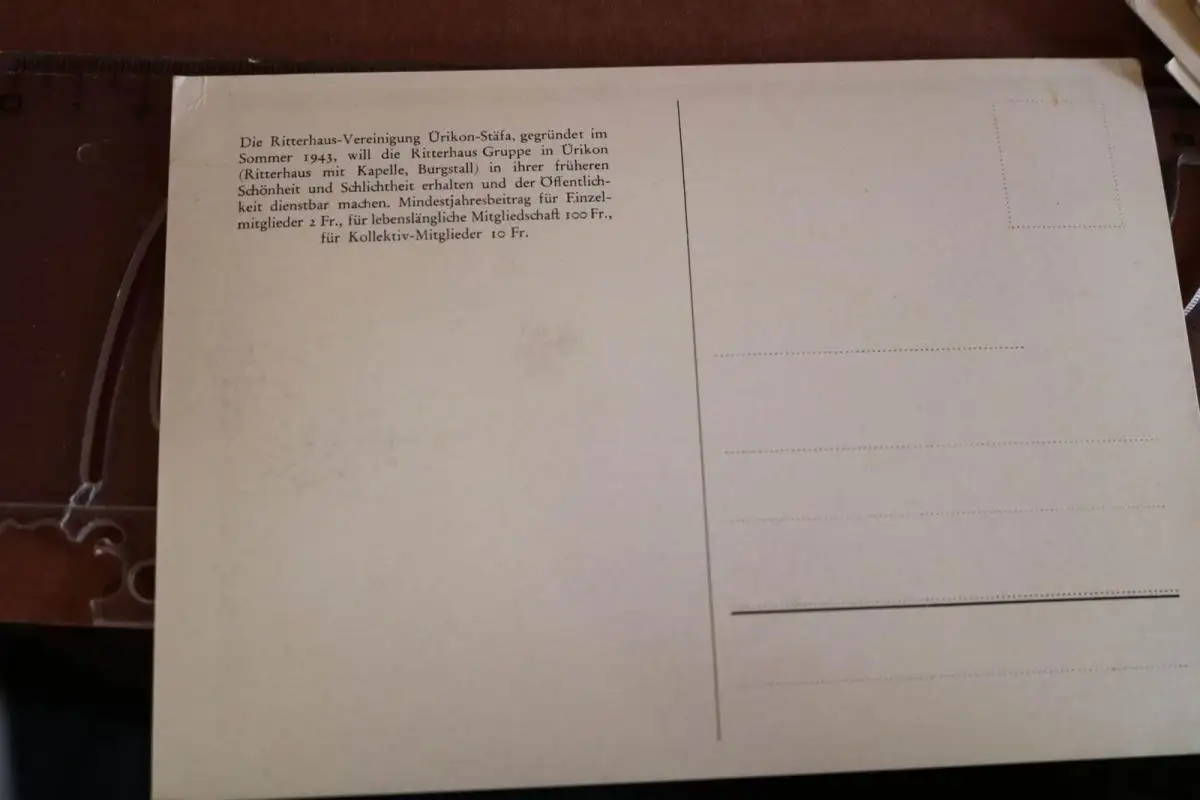 Die Ritterhaus-Vereinigung Ürikon-Stäfa, gegründet im
Sommer 1943, will die Ritterhaus Gruppe in Ürikon
(Ritterhaus mit Kapelle, Burgstall) in ihrer früheren
Schönheit und Schlichtheit erhalten und der Öffentlich-
keit dienstbar machen. Mindestjahresbeitrag für Einzel-
mitglieder 2 Fr., für lebenslängliche Mitgliedschaft 100 Fr.,
für Kollektiv-Mitglieder 10 Fr.